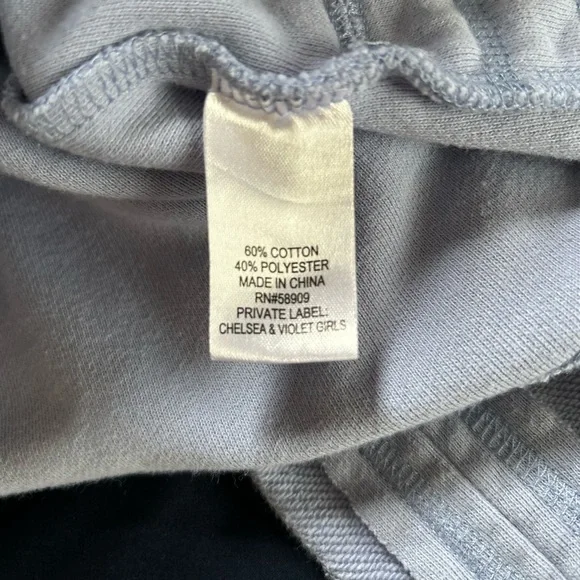 60% COTTON
40% POLYESTER
MADE IN CHINA
RN#58909
PRIVATE LABEL:
CHELSEA & VIOLET GIRLS